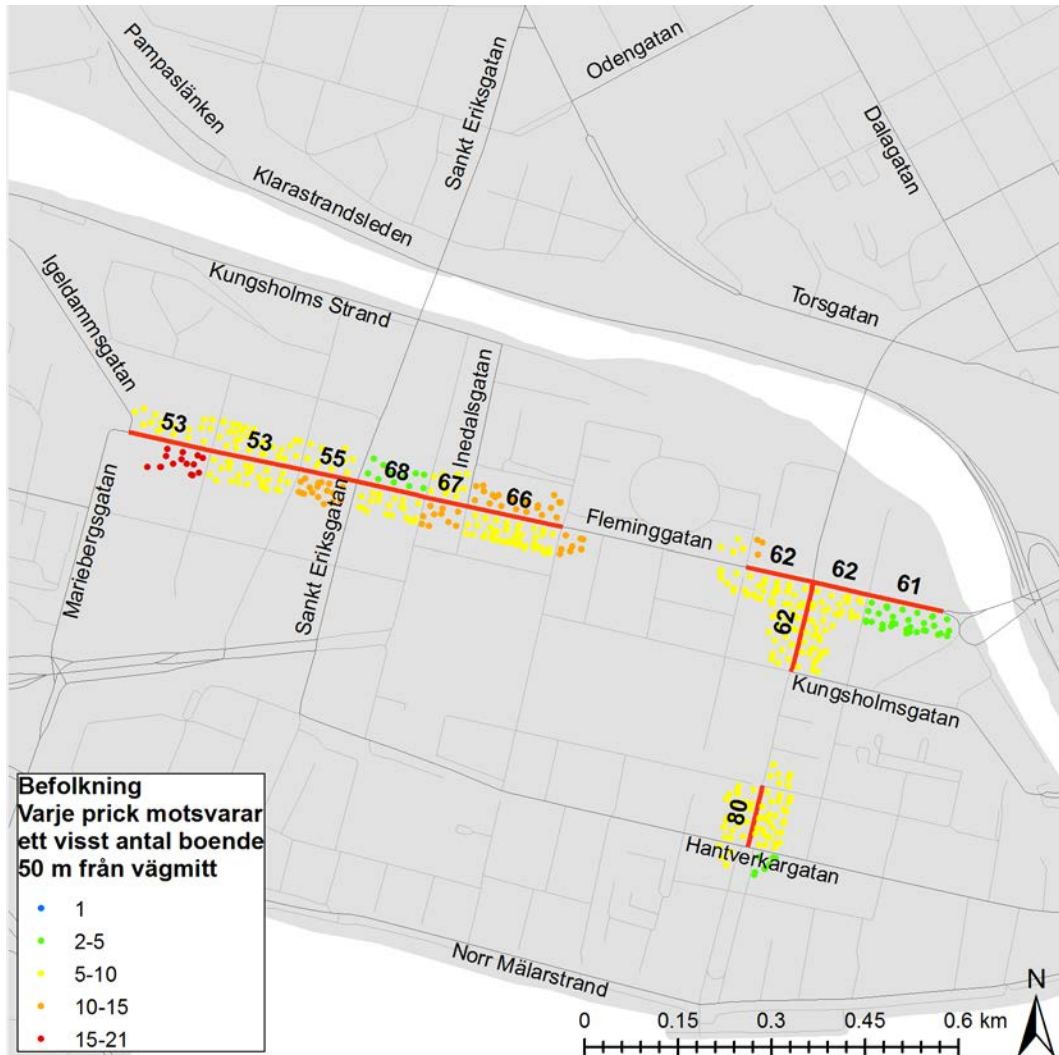 Pampaslänken
Sankt Eriksgatan
Odengatan
Dalagatan
Klarastrandsleden
Kungsholms Strand
Igeldammsgatan
Torsgatan
Inedalsgatan
53
53
55
68
67
66
Fleminggatan
62
62
61
62
Mariebergsgatan
Sankt Eriksgatan
Kungsholmsgatan
80
Hantverkargatan
Norr Mälarstrand
Befolkning
Varje prick motsvarar
ett visst antal boende
50 m från vägmitt
1
2-5
5-10
10-15
15-21
N
0 0.15 0.3 0.45 0.6 km